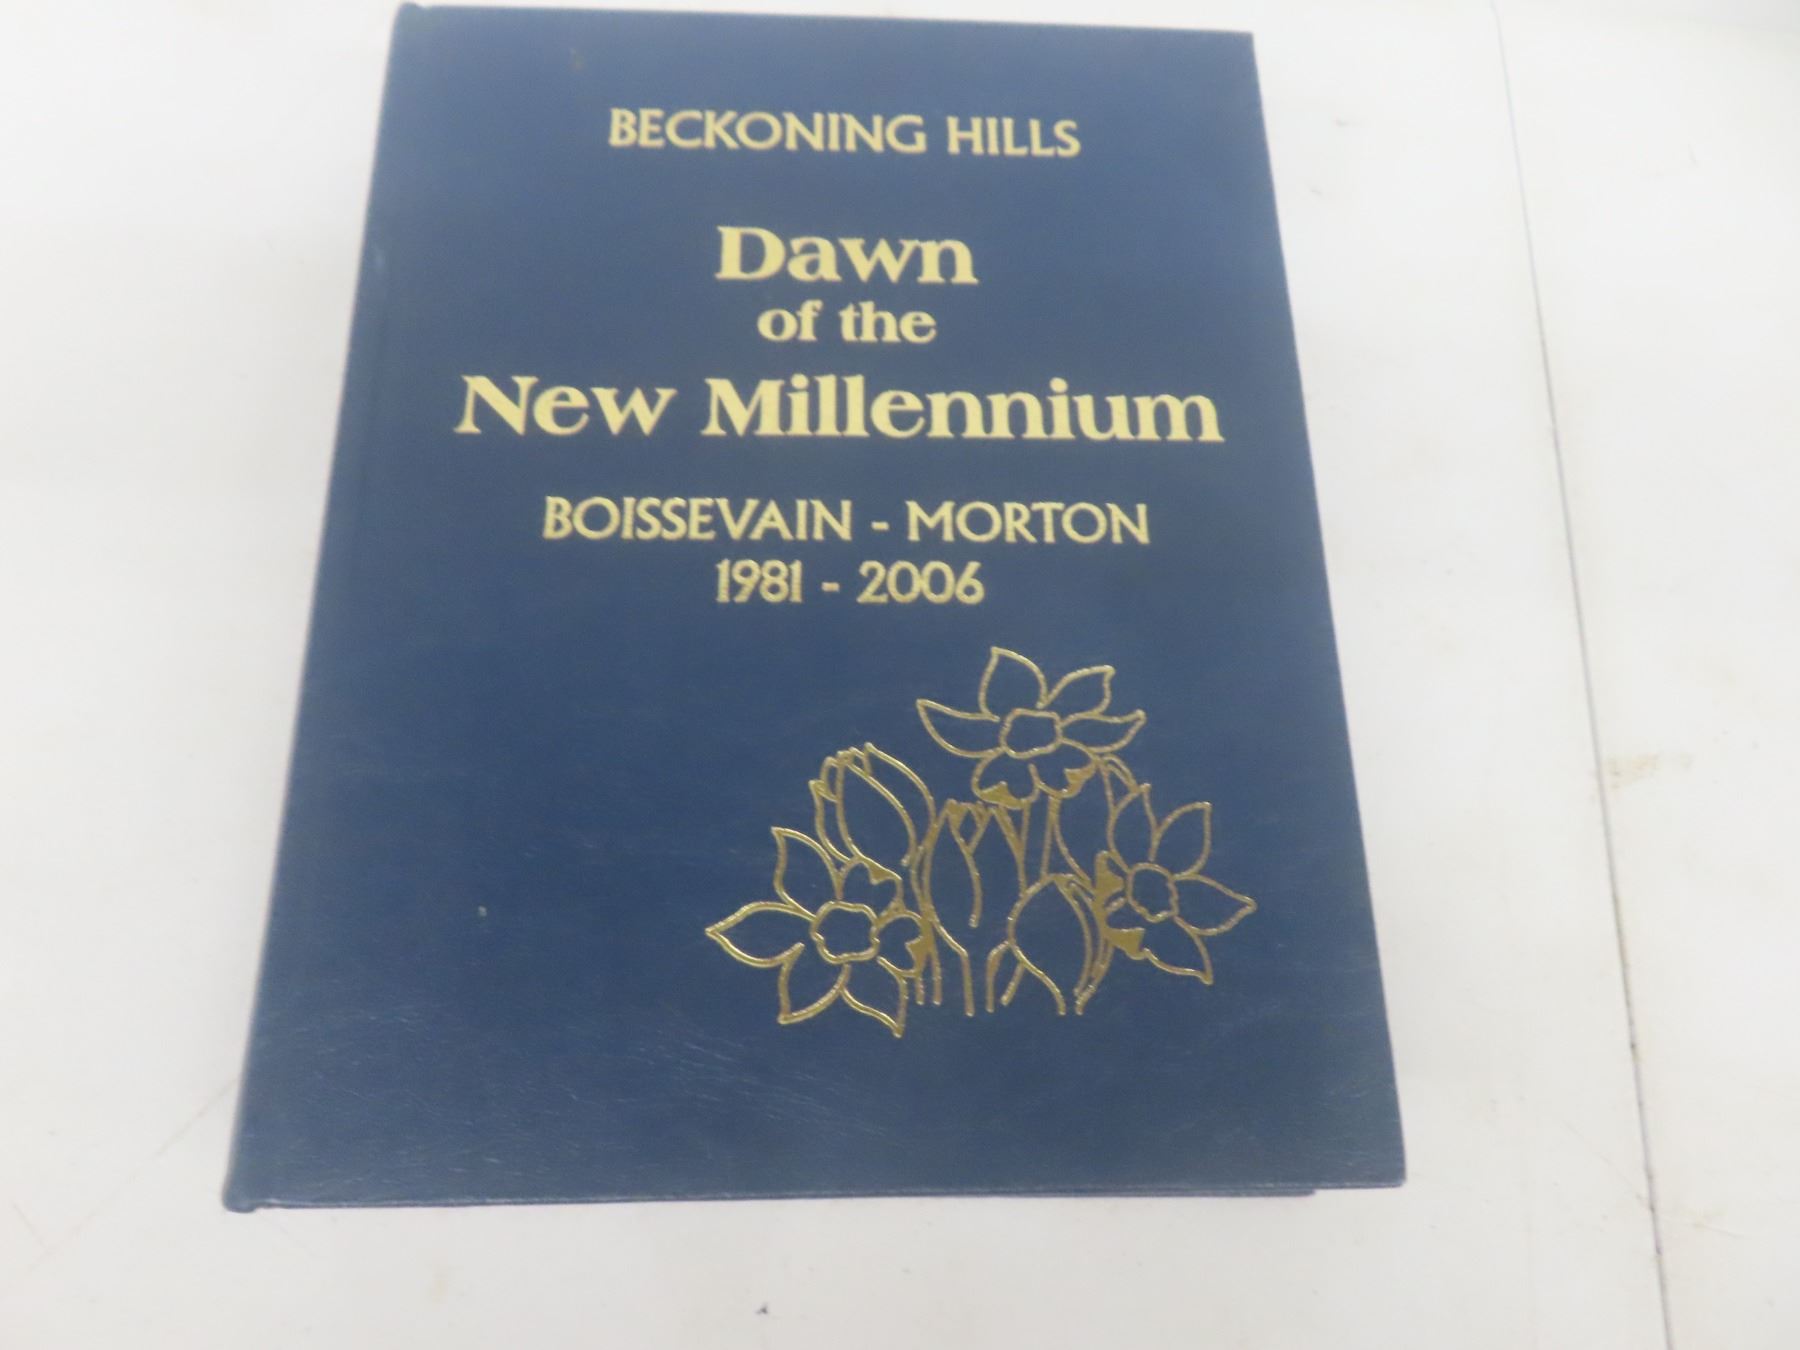 BECKONING HILLS
Dawn
of the
New Millennium
BOISSEVAIN - MORTON
1981 - 2006